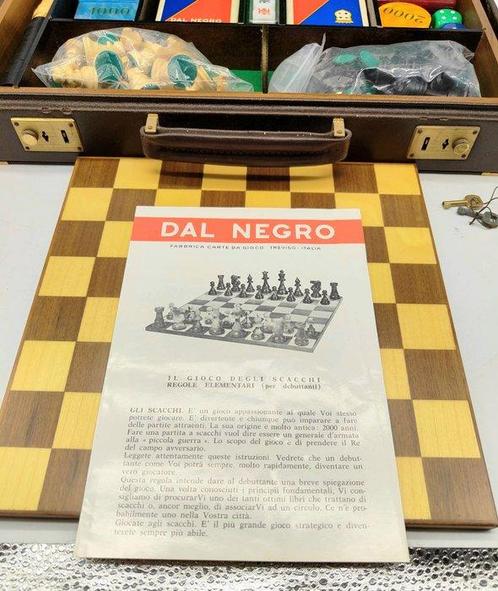 1000
DAL NEGRO
2000
DAL NEGRO
FABBRICA CARTE DA GIOCO TREVISO - ITALIA
IL GIOCO DEGLI SCACCHI
REGOLE ELEMENTARI (per debuttanti)
GLI SCACCHI. E' un gioco appassionante al quale Voi stesso
potrete giocare. E' divertente e chiunque può imparare a fare
delle partite attraenti. La sua origine e molto antica: 2000 anni.
Fare una partita a scacchi vuol dire essere un generale d'armata
alla « piccola guerra ». Lo scopo del gioco e di prendere il Re
del campo avversario.
Leggete attentamente queste istruzioni. Vedrete che un debut-
tante come Voi potrà sempre, molto rapidamente, diventare un
vero giocatore.
Questa regola intende dare al debuttante una breve spiegazione
del gioco. Una volta conosciuti i principi fondamentali, Vi con-
sigliamo di procurarVi uno dei tanti ottimi libri che trattano di
scacchi o, ancor meglio, di associarVi ad un circolo. Ce n'è pro-
babilmente uno nella Vostra città.
Giocate agli scacchi. E' il più grande gioco strategico e diven-
terete sempre più abile.